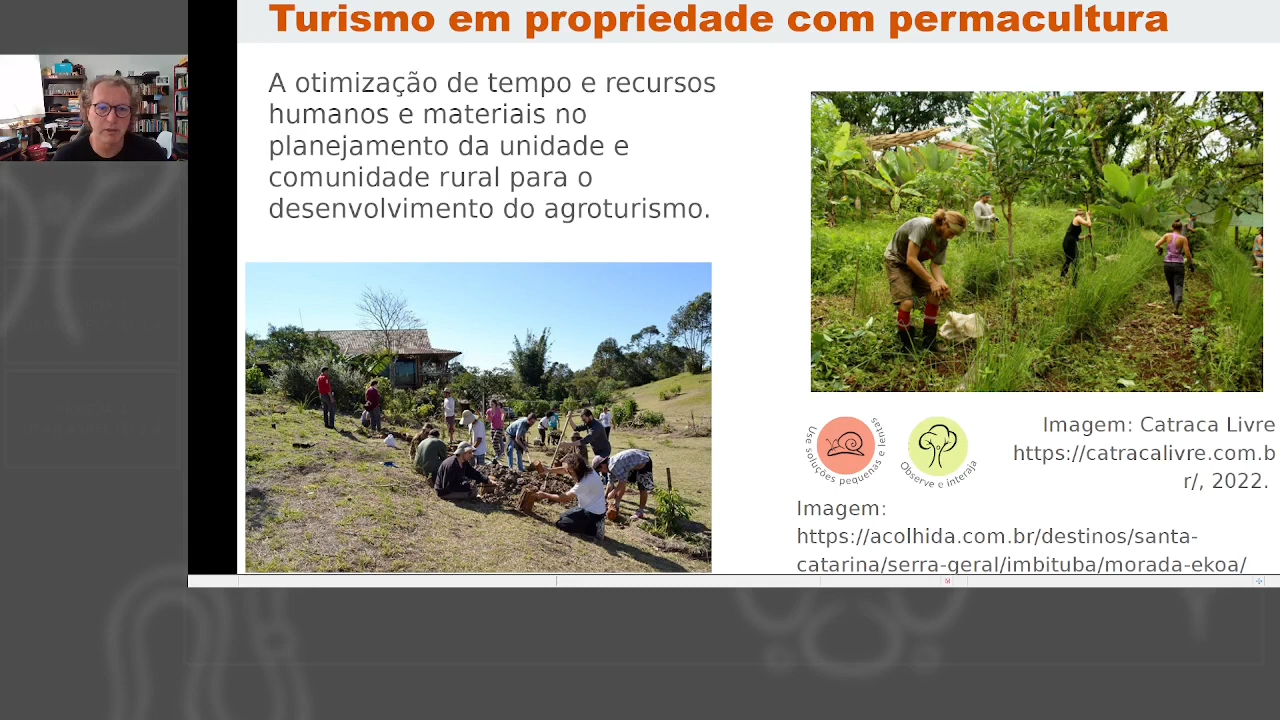 Turismo em propriedade com permacultura
A otimização de tempo e recursos
humanos e materiais no
planejamento da unidade e
comunidade rural para o
desenvolvimento do agroturismo.
Use soluções pequenas e lentas
Observe e interaja
Imagem: Catraca Livre
https://catracalivre.com.b
r/, 2022.
Imagem:
https://acolhida.com.br/destinos/santa-
catarina/serra-geral/imbituba/morada-ekoa/